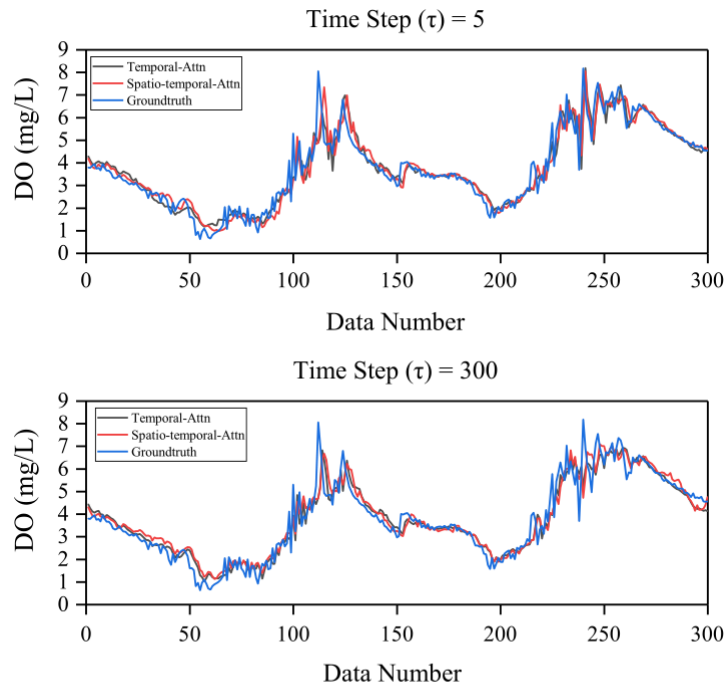 Time Step (τ) = 5
9
8
7
6
5
4
3
2
1
0
DO (mg/L)
Temporal-Attn
Spatio-temporal-Attn
Groundtruth
0 50 100 150 200 250 300
Data Number
Time Step (τ) = 300
9
8
7
6
5
4
3
2
1
0
DO (mg/L)
Temporal-Attn
Spatio-temporal-Attn
Groundtruth
0 50 100 150 200 250 300
Data Number